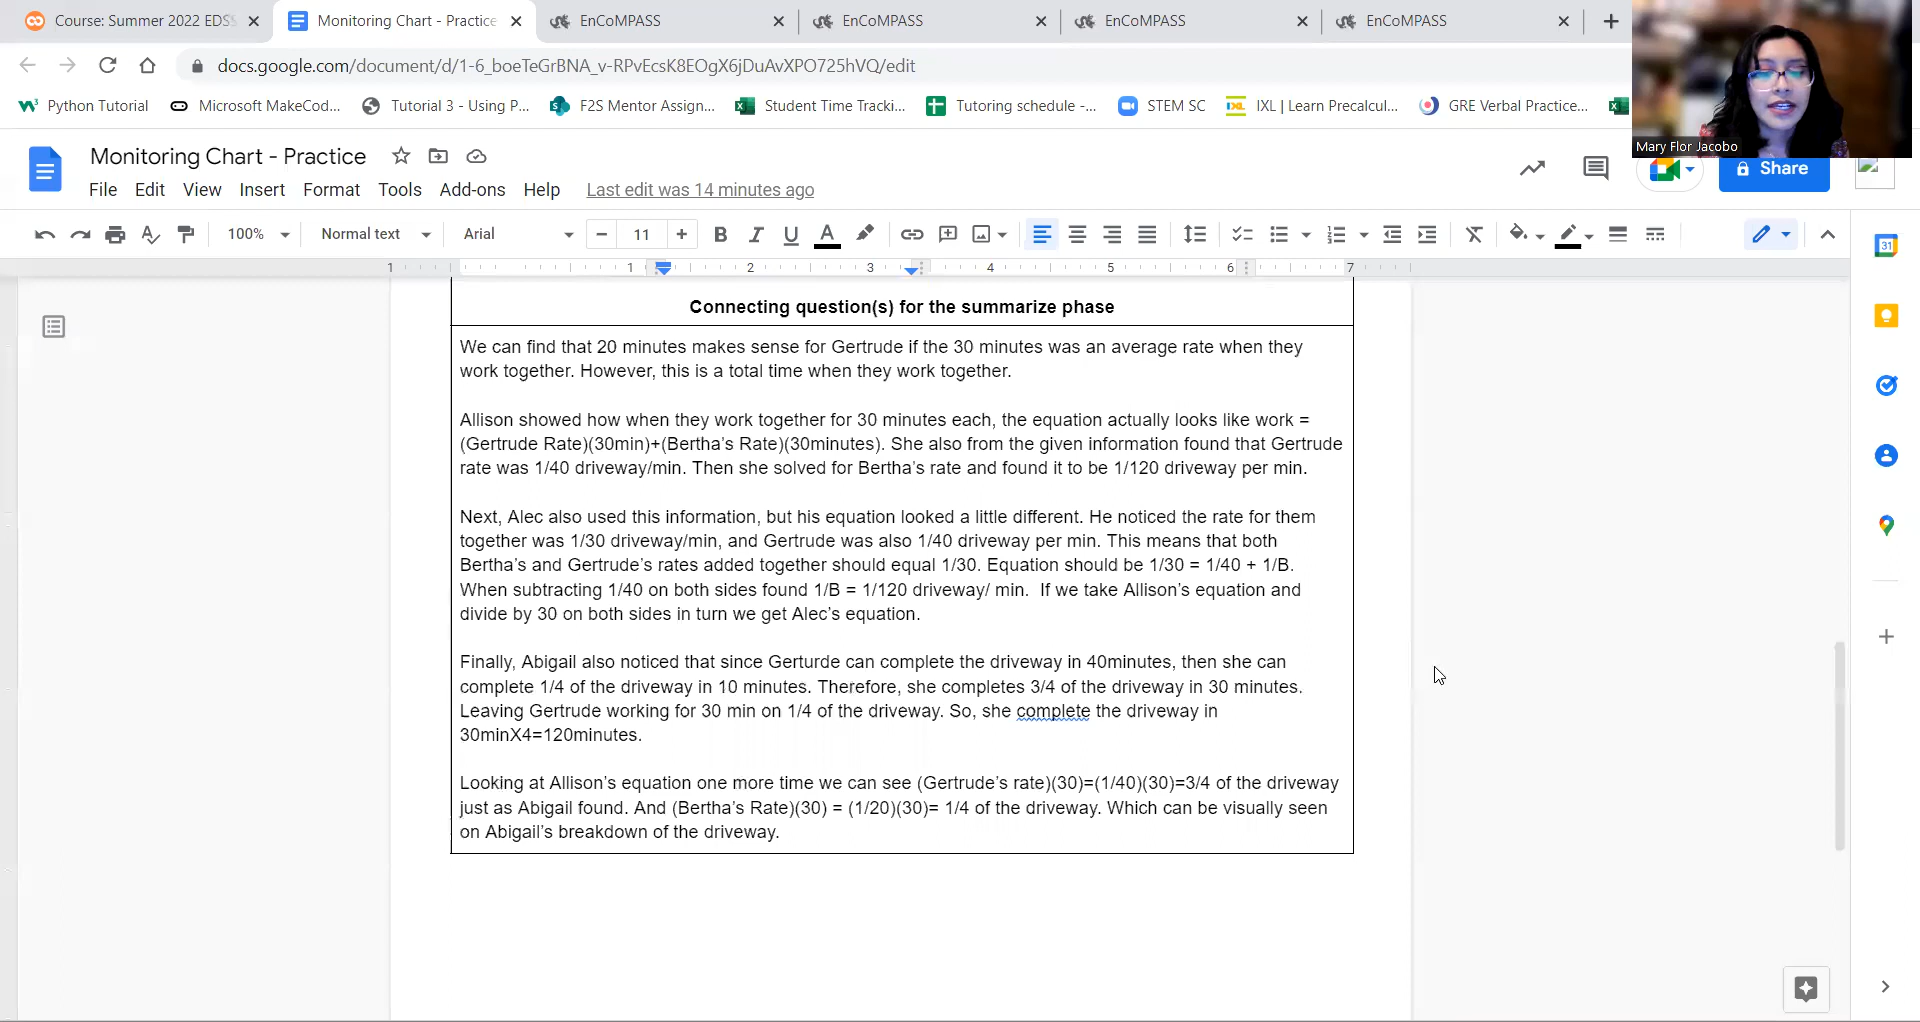 Course: Summer 2022 EDS
Monitoring Chart - Practice
EnCoMPASS
EnCoMPASS
EnCoMPASS
EnCoMPASS
docs.google.com/document/d/1-6_boeTeGrBNA_v-RPvEcsK8EOgX6jDuAvXPO725hVQ/edit
Python Tutorial
Microsoft MakeCod...
Tutorial 3 - Using P...
F2S Mentor Assign...
Student Time Tracki...
Tutoring schedule -...
STEM SC
IXL | Learn Precalcul...
GRE Verbal Practice...
Mary Flor Jacobo
Monitoring Chart - Practice
File Edit View Insert Format Tools Add-ons Help Last edit was 14 minutes ago
Share
100% Normal text Arial 11
1 1 2 3 4 5 6 7
31
Connecting question(s) for the summarize phase
We can find that 20 minutes makes sense for Gertrude if the 30 minutes was an average rate when they
work together. However, this is a total time when they work together.
Allison showed how when they work together for 30 minutes each, the equation actually looks like work =
(Gertrude Rate)(30min)+(Bertha's Rate)(30minutes). She also from the given information found that Gertrude
rate was 1/40 driveway/min. Then she solved for Bertha's rate and found it to be 1/120 driveway per min.
Next, Alec also used this information, but his equation looked a little different. He noticed the rate for them
together was 1/30 driveway/min, and Gertrude was also 1/40 driveway per min. This means that both
Bertha's and Gertrude's rates added together should equal 1/30. Equation should be 1/30 = 1/40 + 1/B.
When subtracting 1/40 on both sides found 1/B = 1/120 driveway/ min.  If we take Allison's equation and
divide by 30 on both sides in turn we get Alec's equation.
Finally, Abigail also noticed that since Gerturde can complete the driveway in 40minutes, then she can
complete 1/4 of the driveway in 10 minutes. Therefore, she completes 3/4 of the driveway in 30 minutes.
Leaving Gertrude working for 30 min on 1/4 of the driveway. So, she complete the driveway in
30minX4=120minutes.
Looking at Allison's equation one more time we can see (Gertrude's rate)(30)=(1/40)(30)=3/4 of the driveway
just as Abigail found. And (Bertha's Rate)(30) = (1/20)(30)= 1/4 of the driveway. Which can be visually seen
on Abigail's breakdown of the driveway.